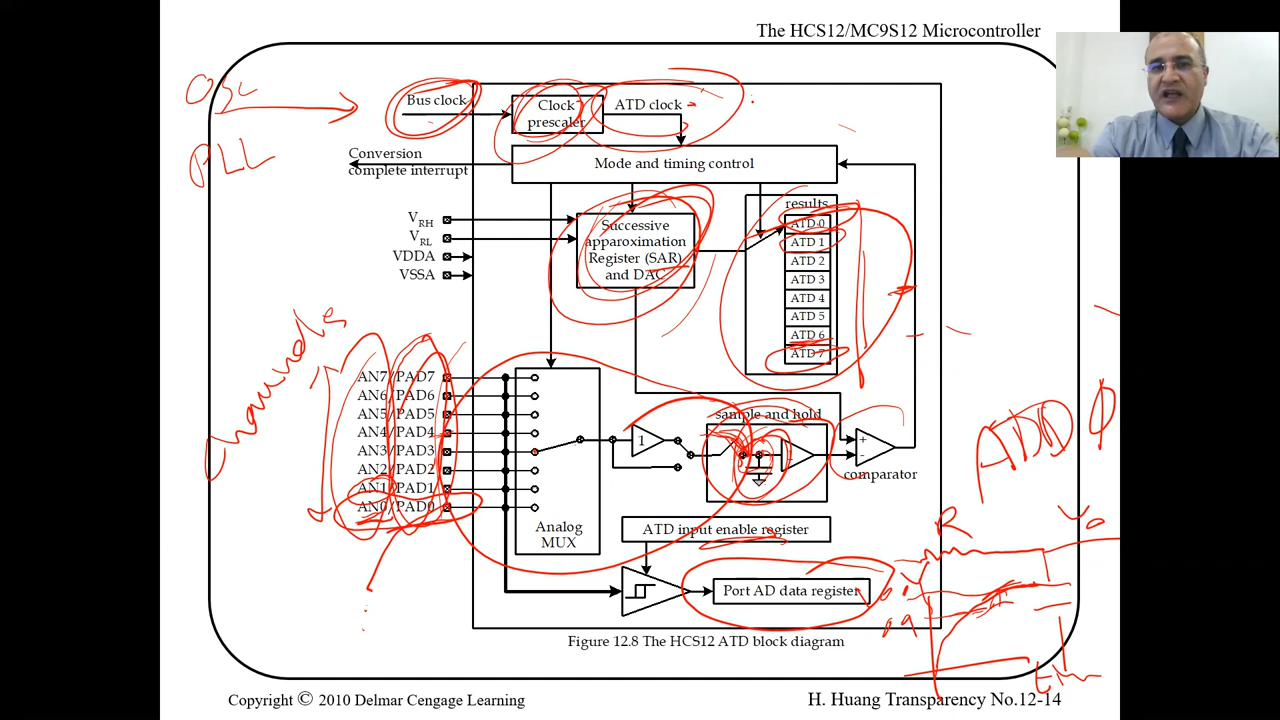 The HCS12/MC9S12 Microcontroller
Osc
PLL
Bus clock
Clock
prescaler
ATD clock
Conversion
complete interrupt
Mode and timing control
VRH
VRL
VDDA
VSSA
Successive
apparoximation
Register (SAR)
and DAC
results
ATD 0
ATD 1
ATD 2
ATD 3
ATD 4
ATD 5
ATD 6
ATD 7
channels
AN7/PAD7
AN6/PAD6
AN5/PAD5
AN4/PAD4
AN3/PAD3
AN2/PAD2
AN1/PAD1
AN0/PAD0
Analog
MUX
1
sample and hold
+
-
comparator
ATD input enable register
Port AD data register
R
Figure 12.8 The HCS12 ATD block diagram
Copyright © 2010 Delmar Cengage Learning
H. Huang Transparency No.12-14